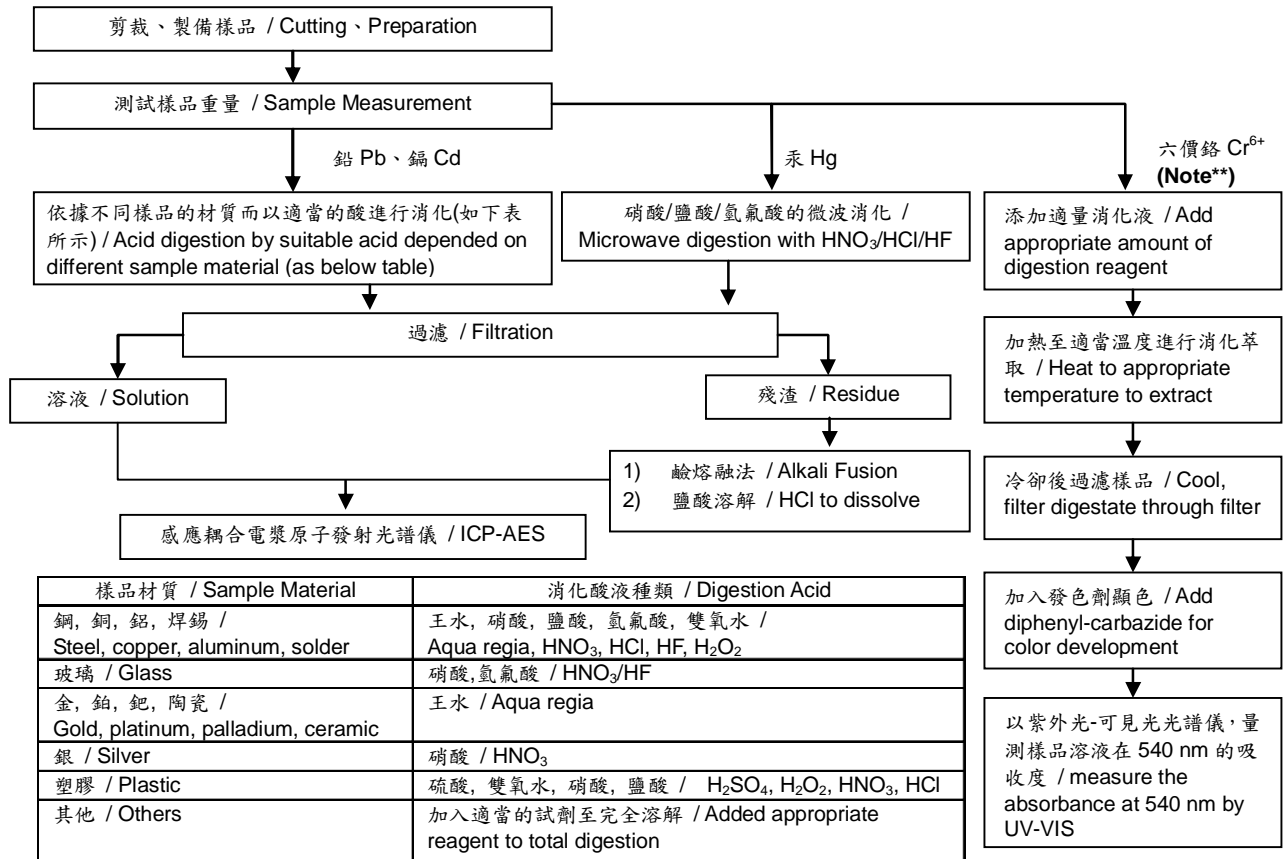 剪裁、製備樣品 / Cutting、Preparation
測試樣品重量 / Sample Measurement
鉛 Pb、鎘 Cd
汞 Hg
六價鉻 Cr⁶⁺
(Note**)
依據不同樣品的材質而以適當的酸進行消化(如下表
所示) / Acid digestion by suitable acid depended on
different sample material (as below table)
硝酸/鹽酸/氫氟酸的微波消化 /
Microwave digestion with HNO₃/HCl/HF
添加適量消化液 / Add
appropriate amount of
digestion reagent
過濾 / Filtration
加熱至適當溫度進行消化萃
取 / Heat to appropriate
temperature to extract
溶液 / Solution
殘渣 / Residue
1) 鹼熔融法 / Alkali Fusion
2) 鹽酸溶解 / HCl to dissolve
冷卻後過濾樣品 / Cool,
filter digestate through filter
感應耦合電漿原子發射光譜儀 / ICP-AES
加入發色劑顯色 / Add
diphenyl-carbazide for
color development
以紫外光-可見光光譜儀，量
測樣品溶液在 540 nm 的吸
收度 / measure the
absorbance at 540 nm by
UV-VIS
樣品材質 / Sample Material 消化酸液種類 / Digestion Acid
鋼, 銅, 鋁, 焊錫 / 王水, 硝酸, 鹽酸, 氫氟酸, 雙氧水 /
Steel, copper, aluminum, solder Aqua regia, HNO₃, HCl, HF, H₂O₂
玻璃 / Glass 硝酸,氫氟酸 / HNO₃/HF
金, 鉑, 鈀, 陶瓷 / 王水 / Aqua regia
Gold, platinum, palladium, ceramic
銀 / Silver 硝酸 / HNO₃
塑膠 / Plastic 硫酸, 雙氧水, 硝酸, 鹽酸 / H₂SO₄, H₂O₂, HNO₃, HCl
其他 / Others 加入適當的試劑至完全溶解 / Added appropriate
reagent to total digestion